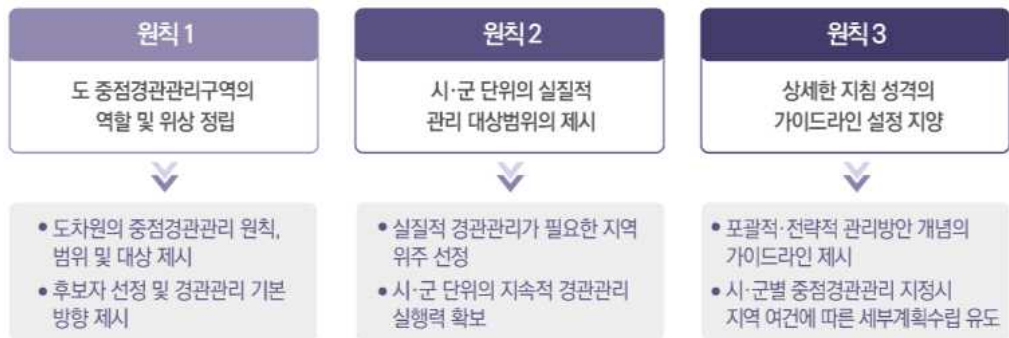 원칙 1
도 중점경관관리구역의
역할 및 위상 정립
• 도차원의 중점경관관리 원칙,
범위 및 대상 제시
• 후보자 선정 및 경관관리 기본
방향 제시
원칙 2
시·군 단위의 실질적
관리 대상범위의 제시
• 실질적 경관관리가 필요한 지역
위주 선정
• 시·군 단위의 지속적 경관관리
실행력 확보
원칙 3
상세한 지침 성격의
가이드라인 설정 지양
• 포괄적·전략적 관리방안 개념의
가이드라인 제시
• 시·군별 중점경관관리 지정시
지역 여건에 따른 세부계획수립 유도